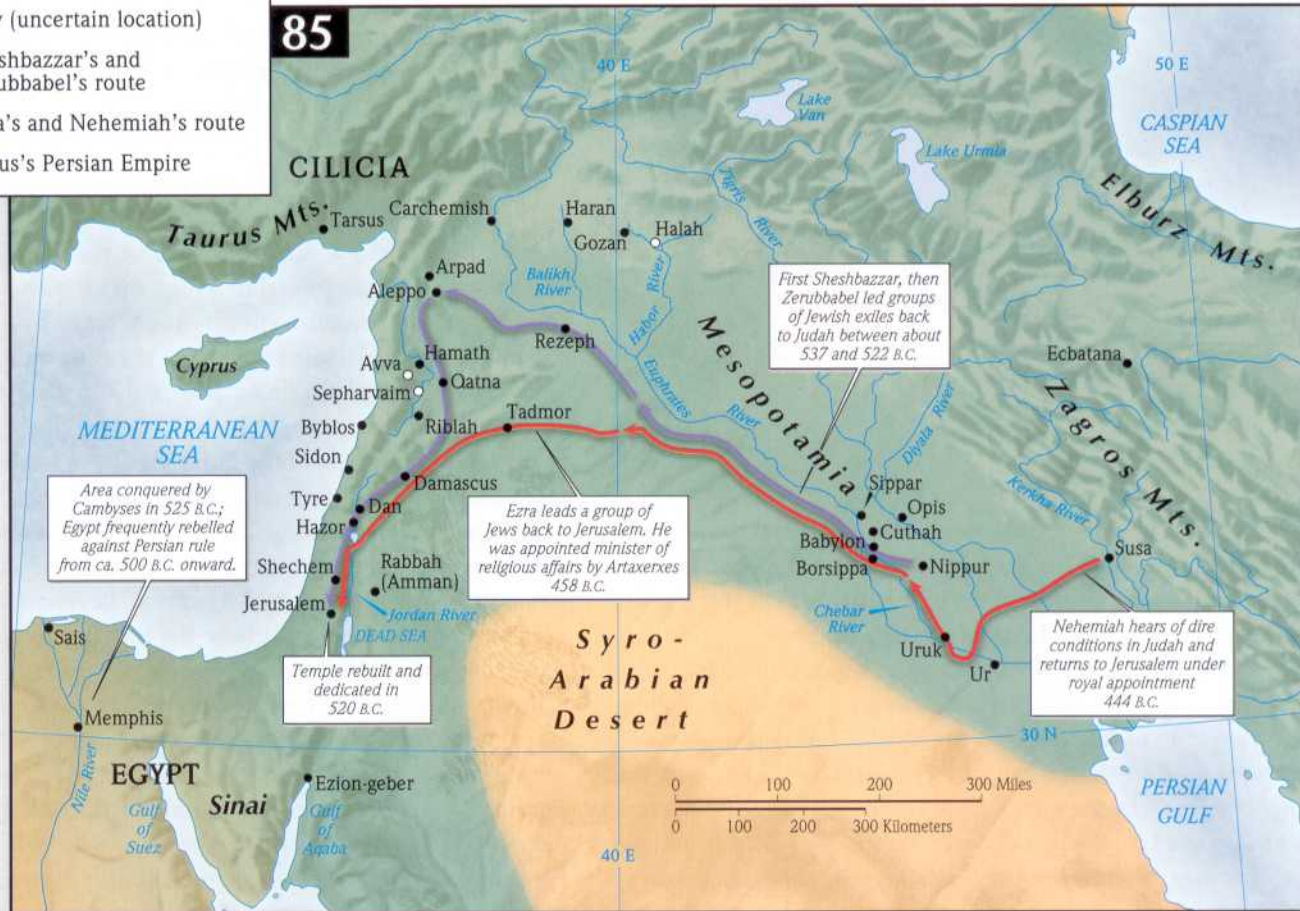 (uncertain location)
shbazzar's and
ubbabel's route
a's and Nehemiah's route
us's Persian Empire
85
40 E
50 E
Lake
Van
Lake Urmia
CASPIAN
SEA
Elburz Mts.
CILICIA
Taurus Mts.
Tarsus
Carchemish
Haran
Gozan
Halah
Tigris River
Arpad
Aleppo
Balikh
River
Habor River
Rezeph
First Sheshbazzar, then
Zerubbabel led groups
of Jewish exiles back
to Judah between about
537 and 522 B.C.
Mesopotamia
Ecbatana
Zagros Mts.
Cyprus
Avva
Hamath
Qatna
Sepharvaim
Euphrates River
Diyala River
Byblos
Riblah
Tadmor
MEDITERRANEAN
SEA
Sidon
Damascus
Sippar
Opis
Kerkha River
Area conquered by
Cambyses in 525 B.C.;
Egypt frequently rebelled
against Persian rule
from ca. 500 B.C. onward.
Tyre
Dan
Hazor
Ezra leads a group of
Jews back to Jerusalem. He
was appointed minister of
religious affairs by Artaxerxes
458 B.C.
Cuthah
Babylon
Borsippa
Nippur
Susa
Shechem
Rabbah
(Amman)
Jerusalem
Jordan River
DEAD SEA
Chebar
River
Uruk
Ur
Nehemiah hears of dire
conditions in Judah and
returns to Jerusalem under
royal appointment
444 B.C.
Sais
Temple rebuilt and
dedicated in
520 B.C.
Syro-
Arabian
Desert
Memphis
30 N
Nile River
EGYPT
Sinai
Ezion-geber
Gulf
of
Suez
Gulf
of
Aqaba
0 100 200 300 Miles
0 100 200 300 Kilometers
PERSIAN
GULF
40 E